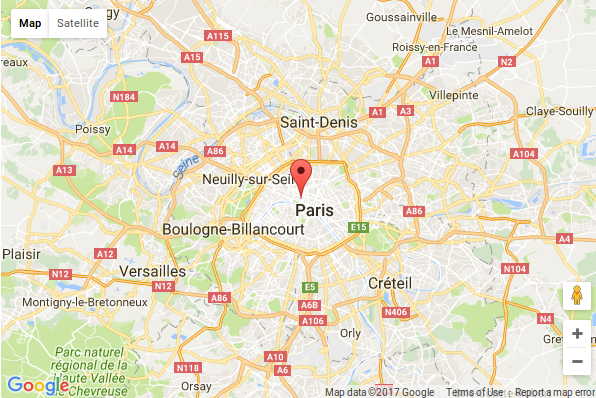 Map
Satellite
Goussainville
Le Mesnil-Amelot
Roissy-en-France
A115
A15
A1
N2
N184
Villepinte
A1
A3
Claye-Souilly
Saint-Denis
Poissy
A14
A14
A86
A104
A13
Seine
Neuilly-sur-Sein
Paris
A86
Boulogne-Billancourt
E15
A4
Plaisir
A12
N12
Versailles
N12
N104
Créteil
E5
A86
A6B
Montigny-le-Bretonneux
N406
N4
A106
Orly
Parc naturel
régional de la
Haute Vallée
de Chevreuse
A10
N118
A6
Orsay
Google
Map data ©2017 Google
Terms of Use
Report a map error